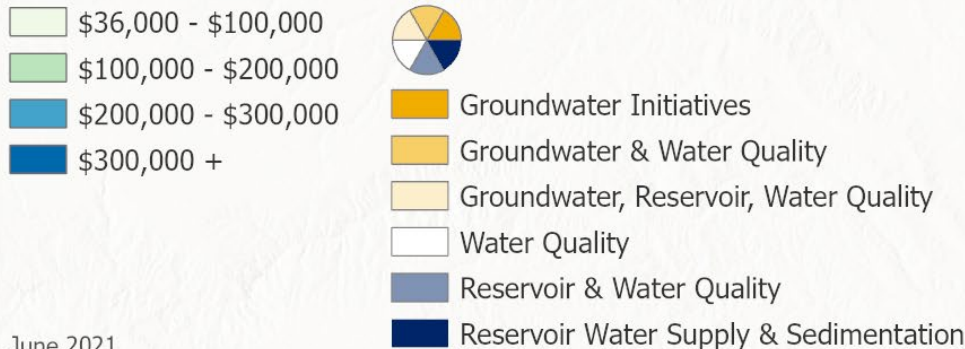 $36,000 - $100,000
$100,000 - $200,000
$200,000 - $300,000
$300,000 +
Groundwater Initiatives
Groundwater & Water Quality
Groundwater, Reservoir, Water Quality
Water Quality
Reservoir & Water Quality
Reservoir Water Supply & Sedimentation
June 2021